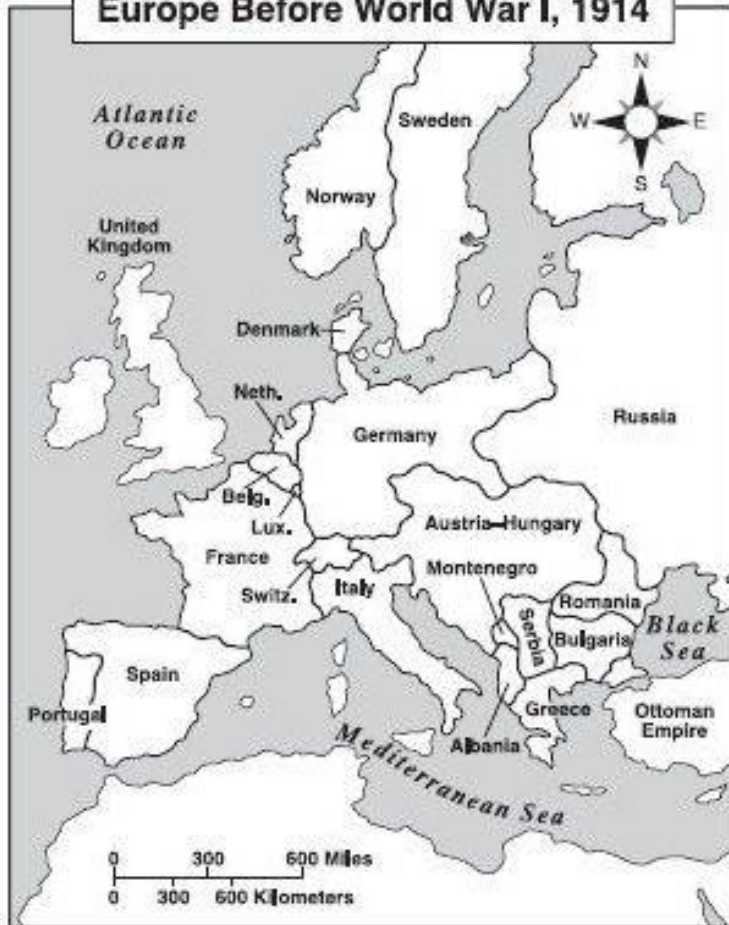 Europe Before World War I, 1914
Atlantic
Ocean
N
W
E
S
Sweden
Norway
United
Kingdom
Denmark
Neth.
Russia
Germany
Belg.
Lux.
Austria-Hungary
France
Montenegro
Switz.
Italy
Romania
Serbia
Bulgaria
Black
Sea
Spain
Portugal
Greece
Ottoman
Empire
Albania
Mediterranean Sea
0 300 600 Miles
0 300 600 Kilometers